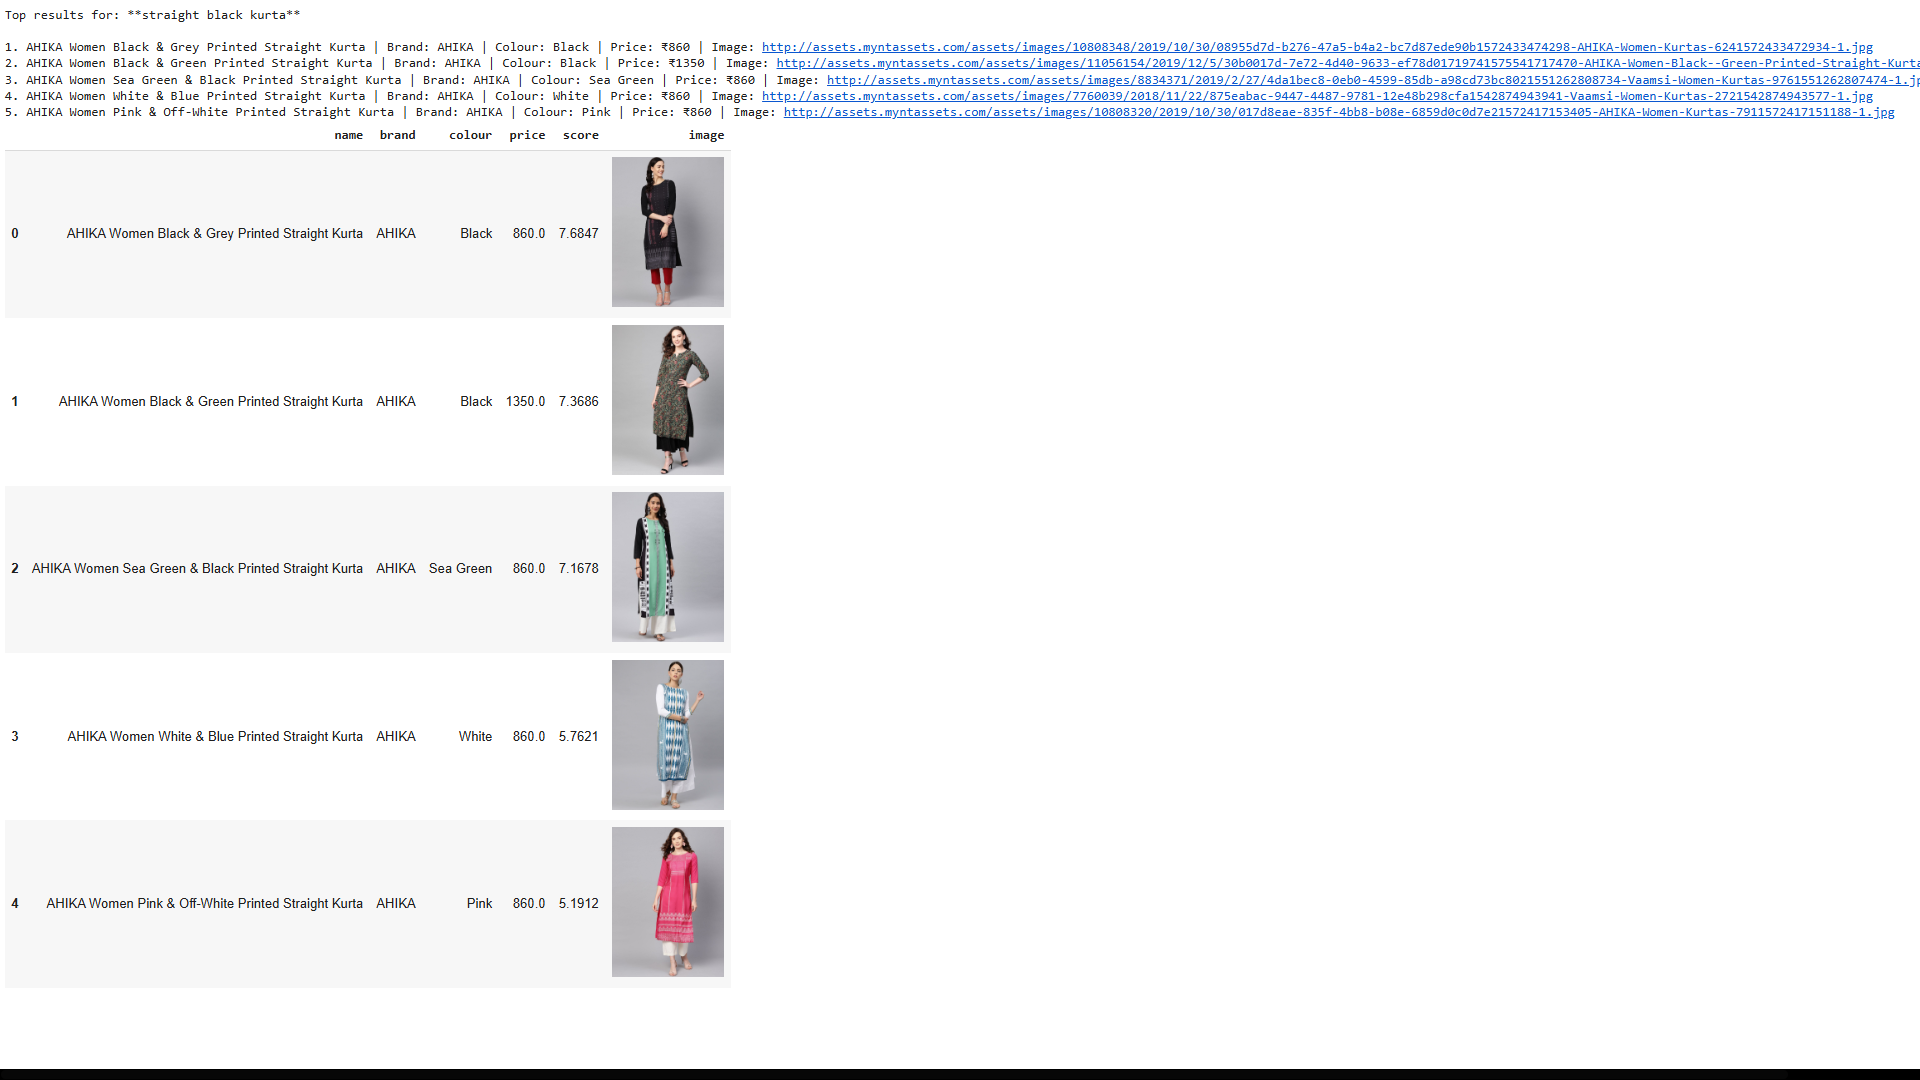 Top results for: **straight black kurta**
1. AHIKA Women Black & Grey Printed Straight Kurta | Brand: AHIKA | Colour: Black | Price: ₹860 | Image: http://assets.myntassets.com/assets/images/10808348/2019/10/30/08955d7d-b276-47a5-b4a2-bc7d87ede90b1572433474298-AHIKA-Women-Kurtas-6241572433472934-1.jpg
2. AHIKA Women Black & Green Printed Straight Kurta | Brand: AHIKA | Colour: Black | Price: ₹1350 | Image: http://assets.myntassets.com/assets/images/11056154/2019/12/5/30b0017d-7e72-4d40-9633-ef78d01719741575541717470-AHIKA-Women-Black--Green-Printed-Straight-Kurta
3. AHIKA Women Sea Green & Black Printed Straight Kurta | Brand: AHIKA | Colour: Sea Green | Price: ₹860 | Image: http://assets.myntassets.com/assets/images/8834371/2019/2/27/4da1bec8-0eb0-4599-85db-a98cd73bc8021551262808734-Vaamsi-Women-Kurtas-9761551262807474-1.jp
4. AHIKA Women White & Blue Printed Straight Kurta | Brand: AHIKA | Colour: White | Price: ₹860 | Image: http://assets.myntassets.com/assets/images/7760039/2018/11/22/875eabac-9447-4487-9781-12e48b298cfa1542874943941-Vaamsi-Women-Kurtas-2721542874943577-1.jpg
5. AHIKA Women Pink & Off-White Printed Straight Kurta | Brand: AHIKA | Colour: Pink | Price: ₹860 | Image: http://assets.myntassets.com/assets/images/10808320/2019/10/30/017d8eae-835f-4bb8-b08e-6859d0c0d7e21572417153405-AHIKA-Women-Kurtas-7911572417151188-1.jpg
name brand colour price score image
0 AHIKA Women Black & Grey Printed Straight Kurta AHIKA Black 860.0 7.6847
1 AHIKA Women Black & Green Printed Straight Kurta AHIKA Black 1350.0 7.3686
2 AHIKA Women Sea Green & Black Printed Straight Kurta AHIKA Sea Green 860.0 7.1678
3 AHIKA Women White & Blue Printed Straight Kurta AHIKA White 860.0 5.7621
4 AHIKA Women Pink & Off-White Printed Straight Kurta AHIKA Pink 860.0 5.1912